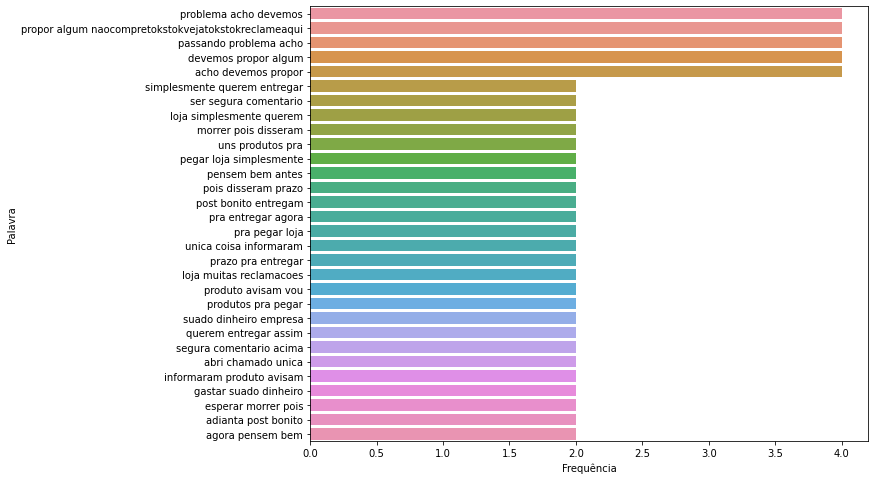 problema acho devemos
propor algum naocompretokstokvejatokstokreclameaqui
passando problema acho
devemos propor algum
acho devemos propor
simplesmente querem entregar
ser segura comentario
loja simplesmente querem
morrer pois disseram
uns produtos pra
pegar loja simplesmente
pensem bem antes
pois disseram prazo
post bonito entregam
pra entregar agora
pra pegar loja
unica coisa informaram
prazo pra entregar
loja muitas reclamacoes
produto avisam vou
produtos pra pegar
suado dinheiro empresa
querem entregar assim
segura comentario acima
abri chamado unica
informaram produto avisam
gastar suado dinheiro
esperar morrer pois
adianta post bonito
agora pensem bem
Palavra
0.0 0.5 1.0 1.5 2.0 2.5 3.0 3.5 4.0
Frequência